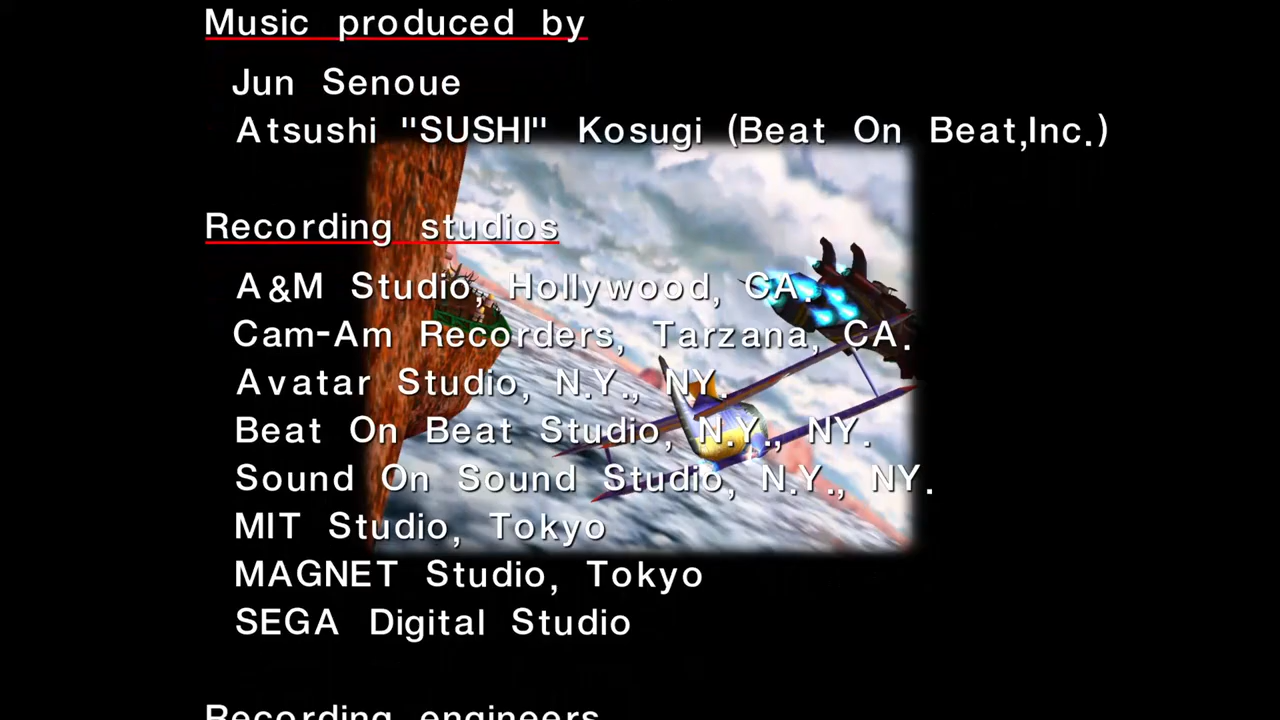 Music produced by
Jun Senoue
Atsushi "SUSHI" Kosugi (Beat On Beat,Inc.)
Recording studios
A&M Studio, Hollywood, CA.
Cam-Am Recorders, Tarzana, CA.
Avatar Studio, N.Y., NY.
Beat On Beat Studio, N.Y., NY.
Sound On Sound Studio, N.Y., NY.
MIT Studio, Tokyo
MAGNET Studio, Tokyo
SEGA Digital Studio
Recording engineers